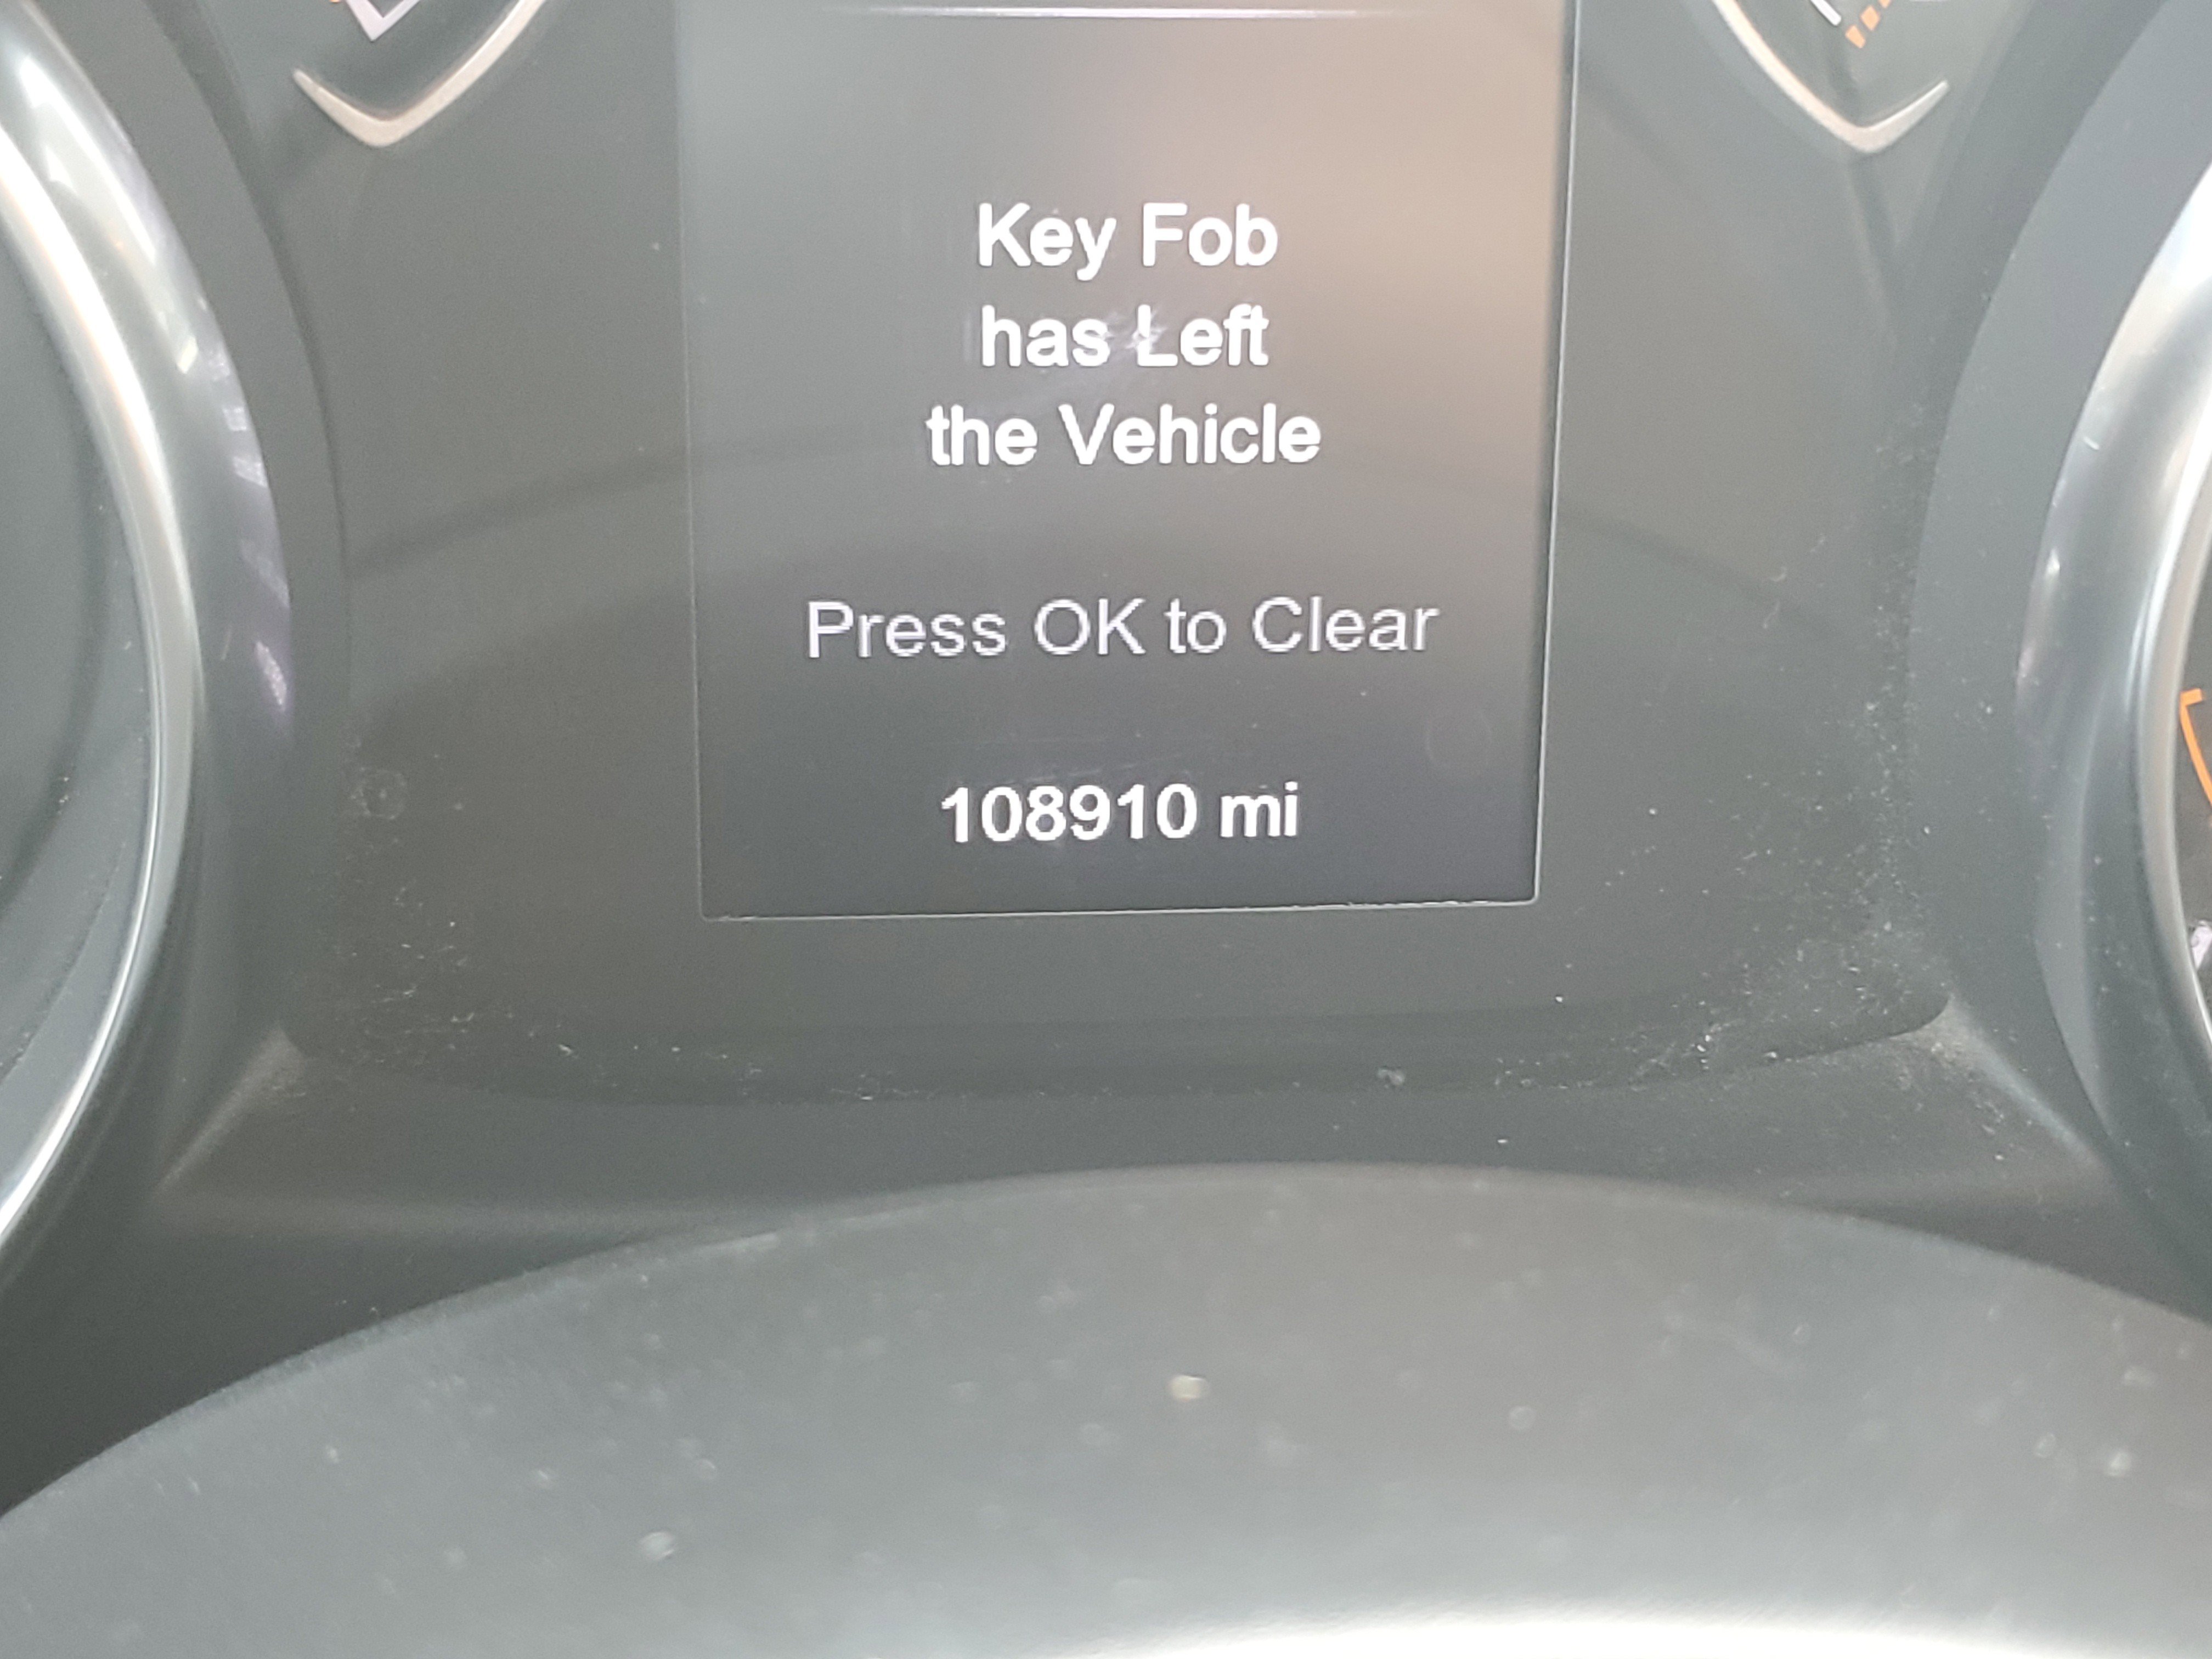 Key Fob
has Left
the Vehicle
Press OK to Clear
108910 mi